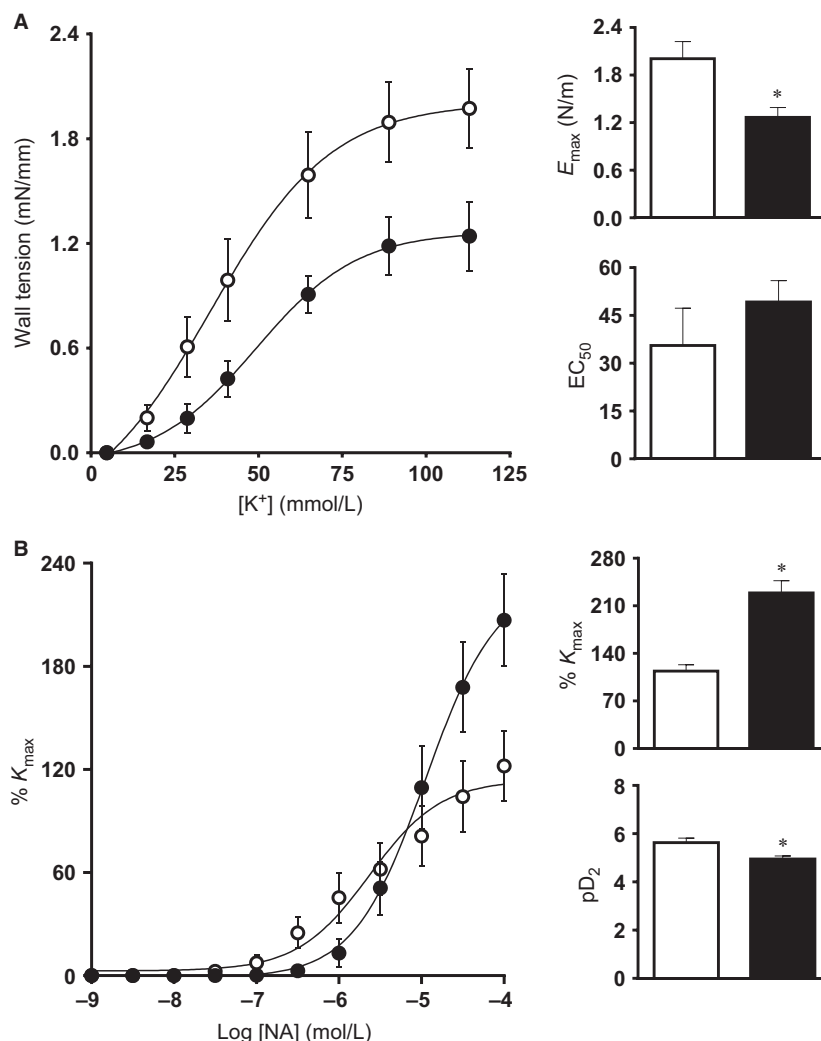 A
2.4
1.8
1.2
0.6
0.0
Wall tension (mN/mm)
0 25 50 75 100 125
[K⁺] (mmol/L)
2.4
1.8
1.2
0.6
0.0
Eₘₐₓ (N/m)
*
60
45
30
15
0
EC₅₀
B
240
180
120
60
0
% Kₘₐₓ
–9 –8 –7 –6 –5 –4
Log [NA] (mol/L)
280
210
140
70
0
% Kₘₐₓ
*
8
6
4
2
0
pD₂
*